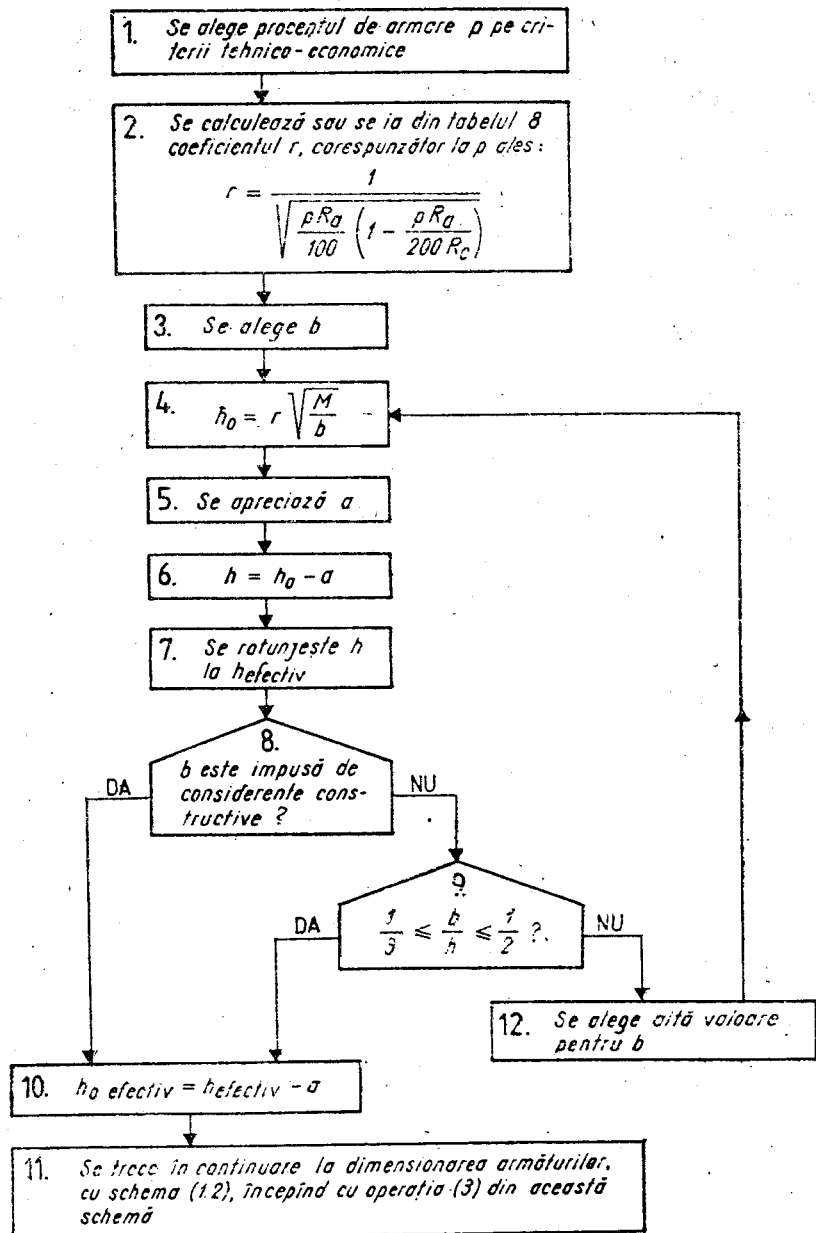 1. Se alege procentul de armare p pe cri-
terii tehnico-economice
2. Se calculează sau se ia din tabelul 8
coeficientul r, corespunzător la p ales:
r = 1 / √( pRa/100 ( 1 - pRa/200 Rc ) )
3. Se alege b
4. h0 = r √( M/b )
5. Se apreciază a
6. h = h0 - a
7. Se rotunjește h
la hefectiv
8.
b este impusă de
considerente cons-
tructive ?
DA
NU
9.
1/3 ≤ b/h ≤ 1/2 ?
DA
NU
12. Se alege altă valoare
pentru b
10. h0 efectiv = hefectiv - a
11. Se trece în continuare la dimensionarea armăturilor,
cu schema (1.2), începînd cu operația (3) din această
schemă